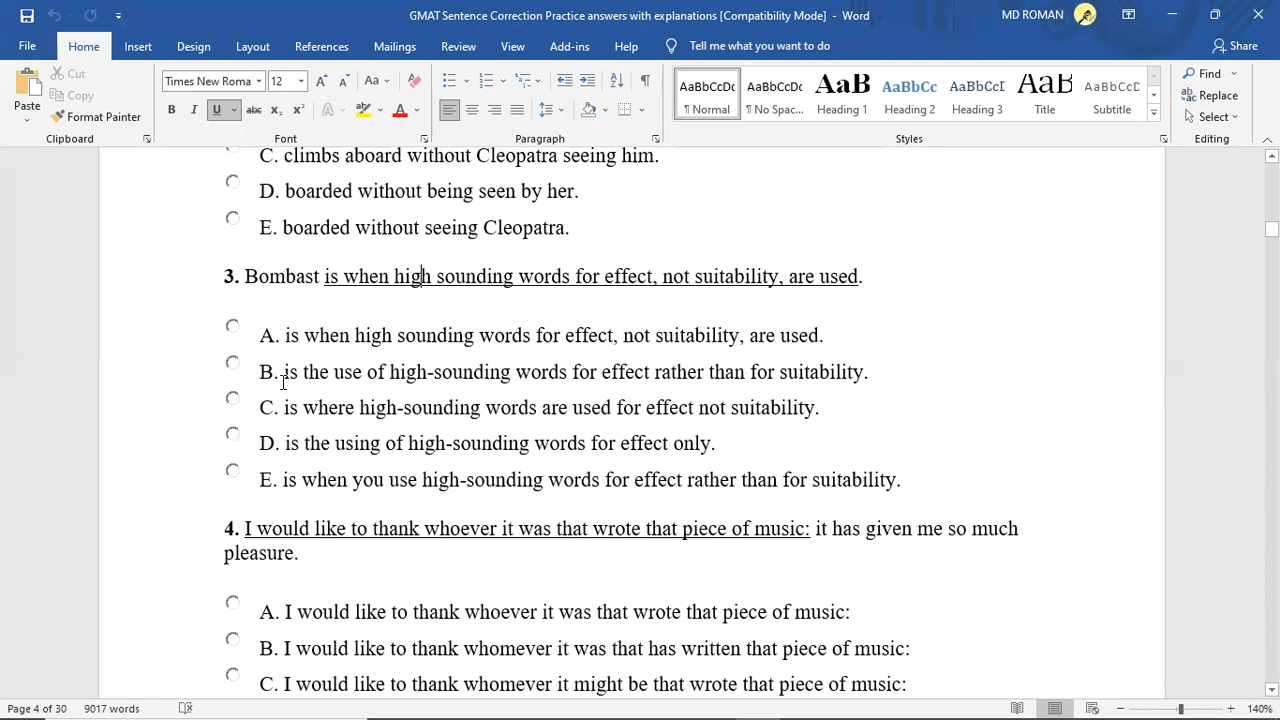 GMAT Sentence Correction Practice answers with explanations [Compatibility Mode] - Word
MD ROMAN
File Home Insert Design Layout References Mailings Review View Add-ins Help Tell me what you want to do Share
Paste
Cut
Copy
Format Painter
Clipboard
Times New Roma 12
B I U abc x₂ x² A A
Font
Paragraph
AaBbCcDc AaBbCcDc AaB AaBbCc AaBbCcD AaB AaBbCcD
¶ Normal ¶ No Spac... Heading 1 Heading 2 Heading 3 Title Subtitle
Styles
Find
Replace
Select
Editing
C. climbs aboard without Cleopatra seeing him.
D. boarded without being seen by her.
E. boarded without seeing Cleopatra.
3. Bombast is when high sounding words for effect, not suitability, are used.
A. is when high sounding words for effect, not suitability, are used.
B. is the use of high-sounding words for effect rather than for suitability.
C. is where high-sounding words are used for effect not suitability.
D. is the using of high-sounding words for effect only.
E. is when you use high-sounding words for effect rather than for suitability.
4. I would like to thank whoever it was that wrote that piece of music: it has given me so much
pleasure.
A. I would like to thank whoever it was that wrote that piece of music:
B. I would like to thank whomever it was that has written that piece of music:
C. I would like to thank whomever it might be that wrote that piece of music:
Page 4 of 30 9017 words 140%